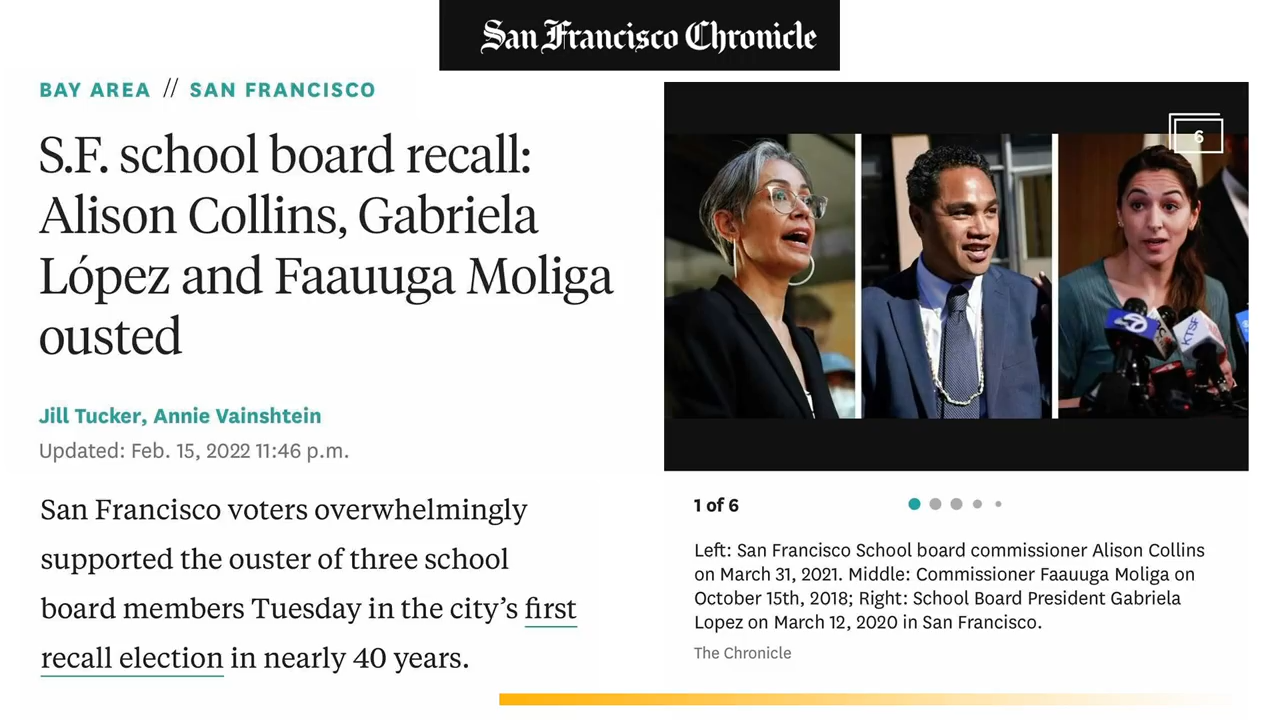 San Francisco Chronicle
BAY AREA // SAN FRANCISCO
S.F. school board recall:
Alison Collins, Gabriela
López and Faauuga Moliga
ousted
Jill Tucker, Annie Vainshtein
Updated: Feb. 15, 2022 11:46 p.m.
San Francisco voters overwhelmingly
supported the ouster of three school
board members Tuesday in the city's first
recall election in nearly 40 years.
6
7
abc
KTSF
1 of 6
Left: San Francisco School board commissioner Alison Collins
on March 31, 2021. Middle: Commissioner Faauuga Moliga on
October 15th, 2018; Right: School Board President Gabriela
Lopez on March 12, 2020 in San Francisco.
The Chronicle